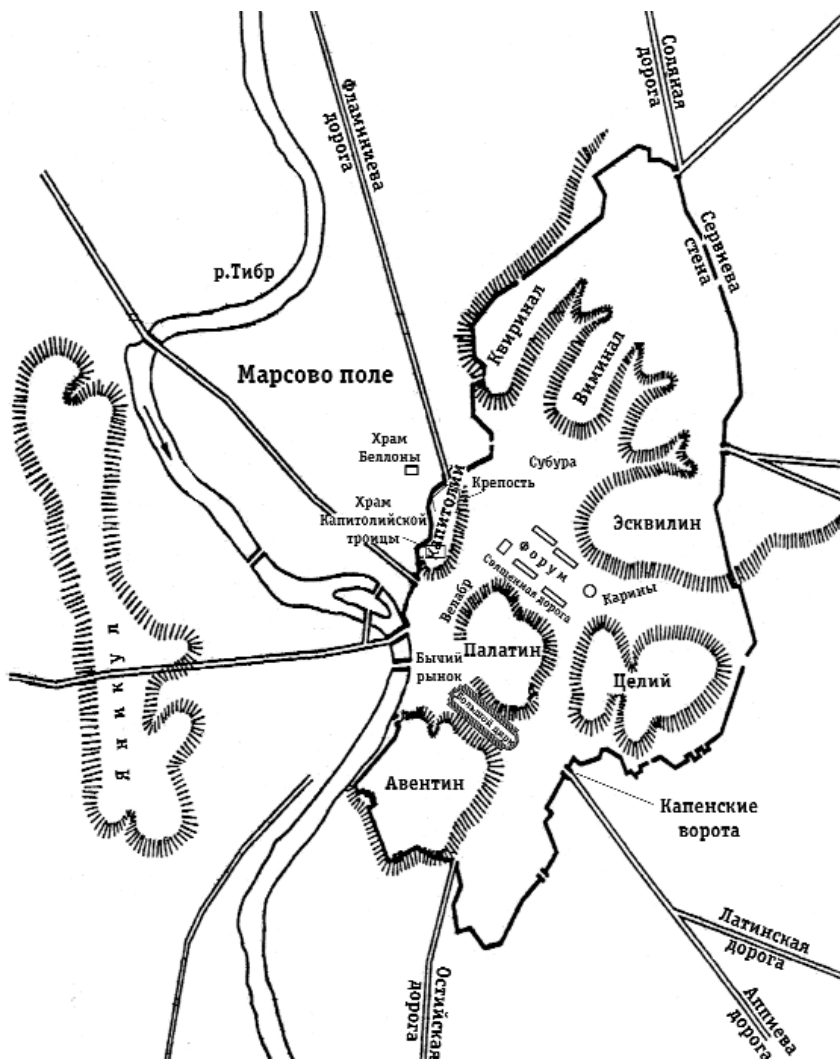 Соляная
дорога
Фламиниева
дорога
Сервиева
стена
р.Тибр
Квиринал
Виминал
Марсово поле
Храм
Беллоны
Субура
Капитолий
Крепость
Храм
Капитолийской
троицы
Эсквилин
Форум
Священная дорога
Карины
Велабр
Палатин
Бычий
рынок
Целий
Яникул
Большой цирк
Авентин
Капенские
ворота
Латинская
дорога
Аппиева
дорога
Остийская
дорога